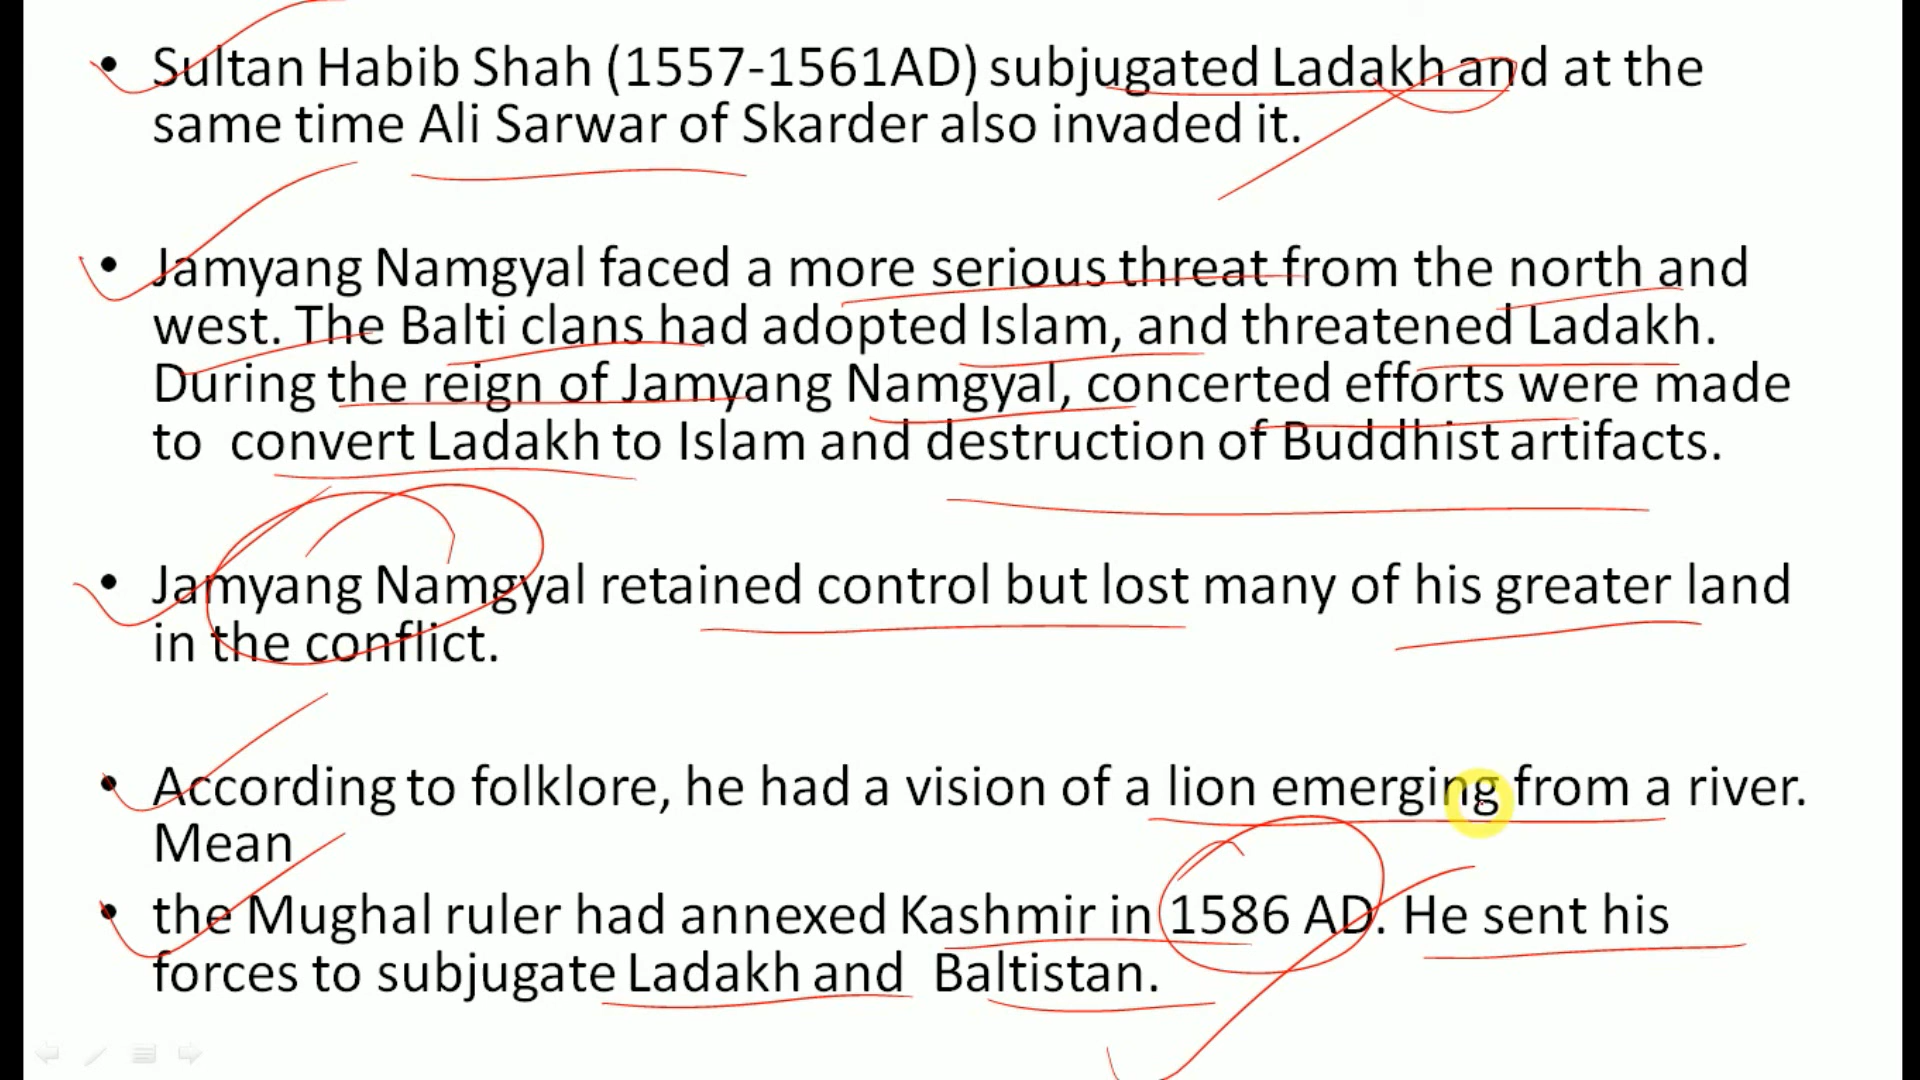 • Sultan Habib Shah (1557-1561AD) subjugated Ladakh and at the
same time Ali Sarwar of Skarder also invaded it.
• Jamyang Namgyal faced a more serious threat from the north and
west. The Balti clans had adopted Islam, and threatened Ladakh.
During the reign of Jamyang Namgyal, concerted efforts were made
to convert Ladakh to Islam and destruction of Buddhist artifacts.
• Jamyang Namgyal retained control but lost many of his greater land
in the conflict.
• According to folklore, he had a vision of a lion emerging from a river.
Mean
• the Mughal ruler had annexed Kashmir in 1586 AD. He sent his
forces to subjugate Ladakh and Baltistan.